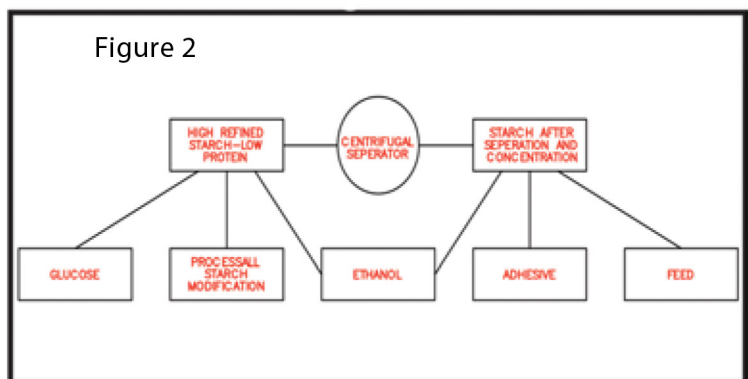 Figure 2
HIGH REFINED
STARCH-LOW
PROTEIN
CENTRIFUGAL
SEPERATOR
STARCH AFTER
SEPERATION AND
CONCENTRATION
GLUCOSE
PROCESSALL
STARCH
MODIFICATION
ETHANOL
ADHESIVE
FEED